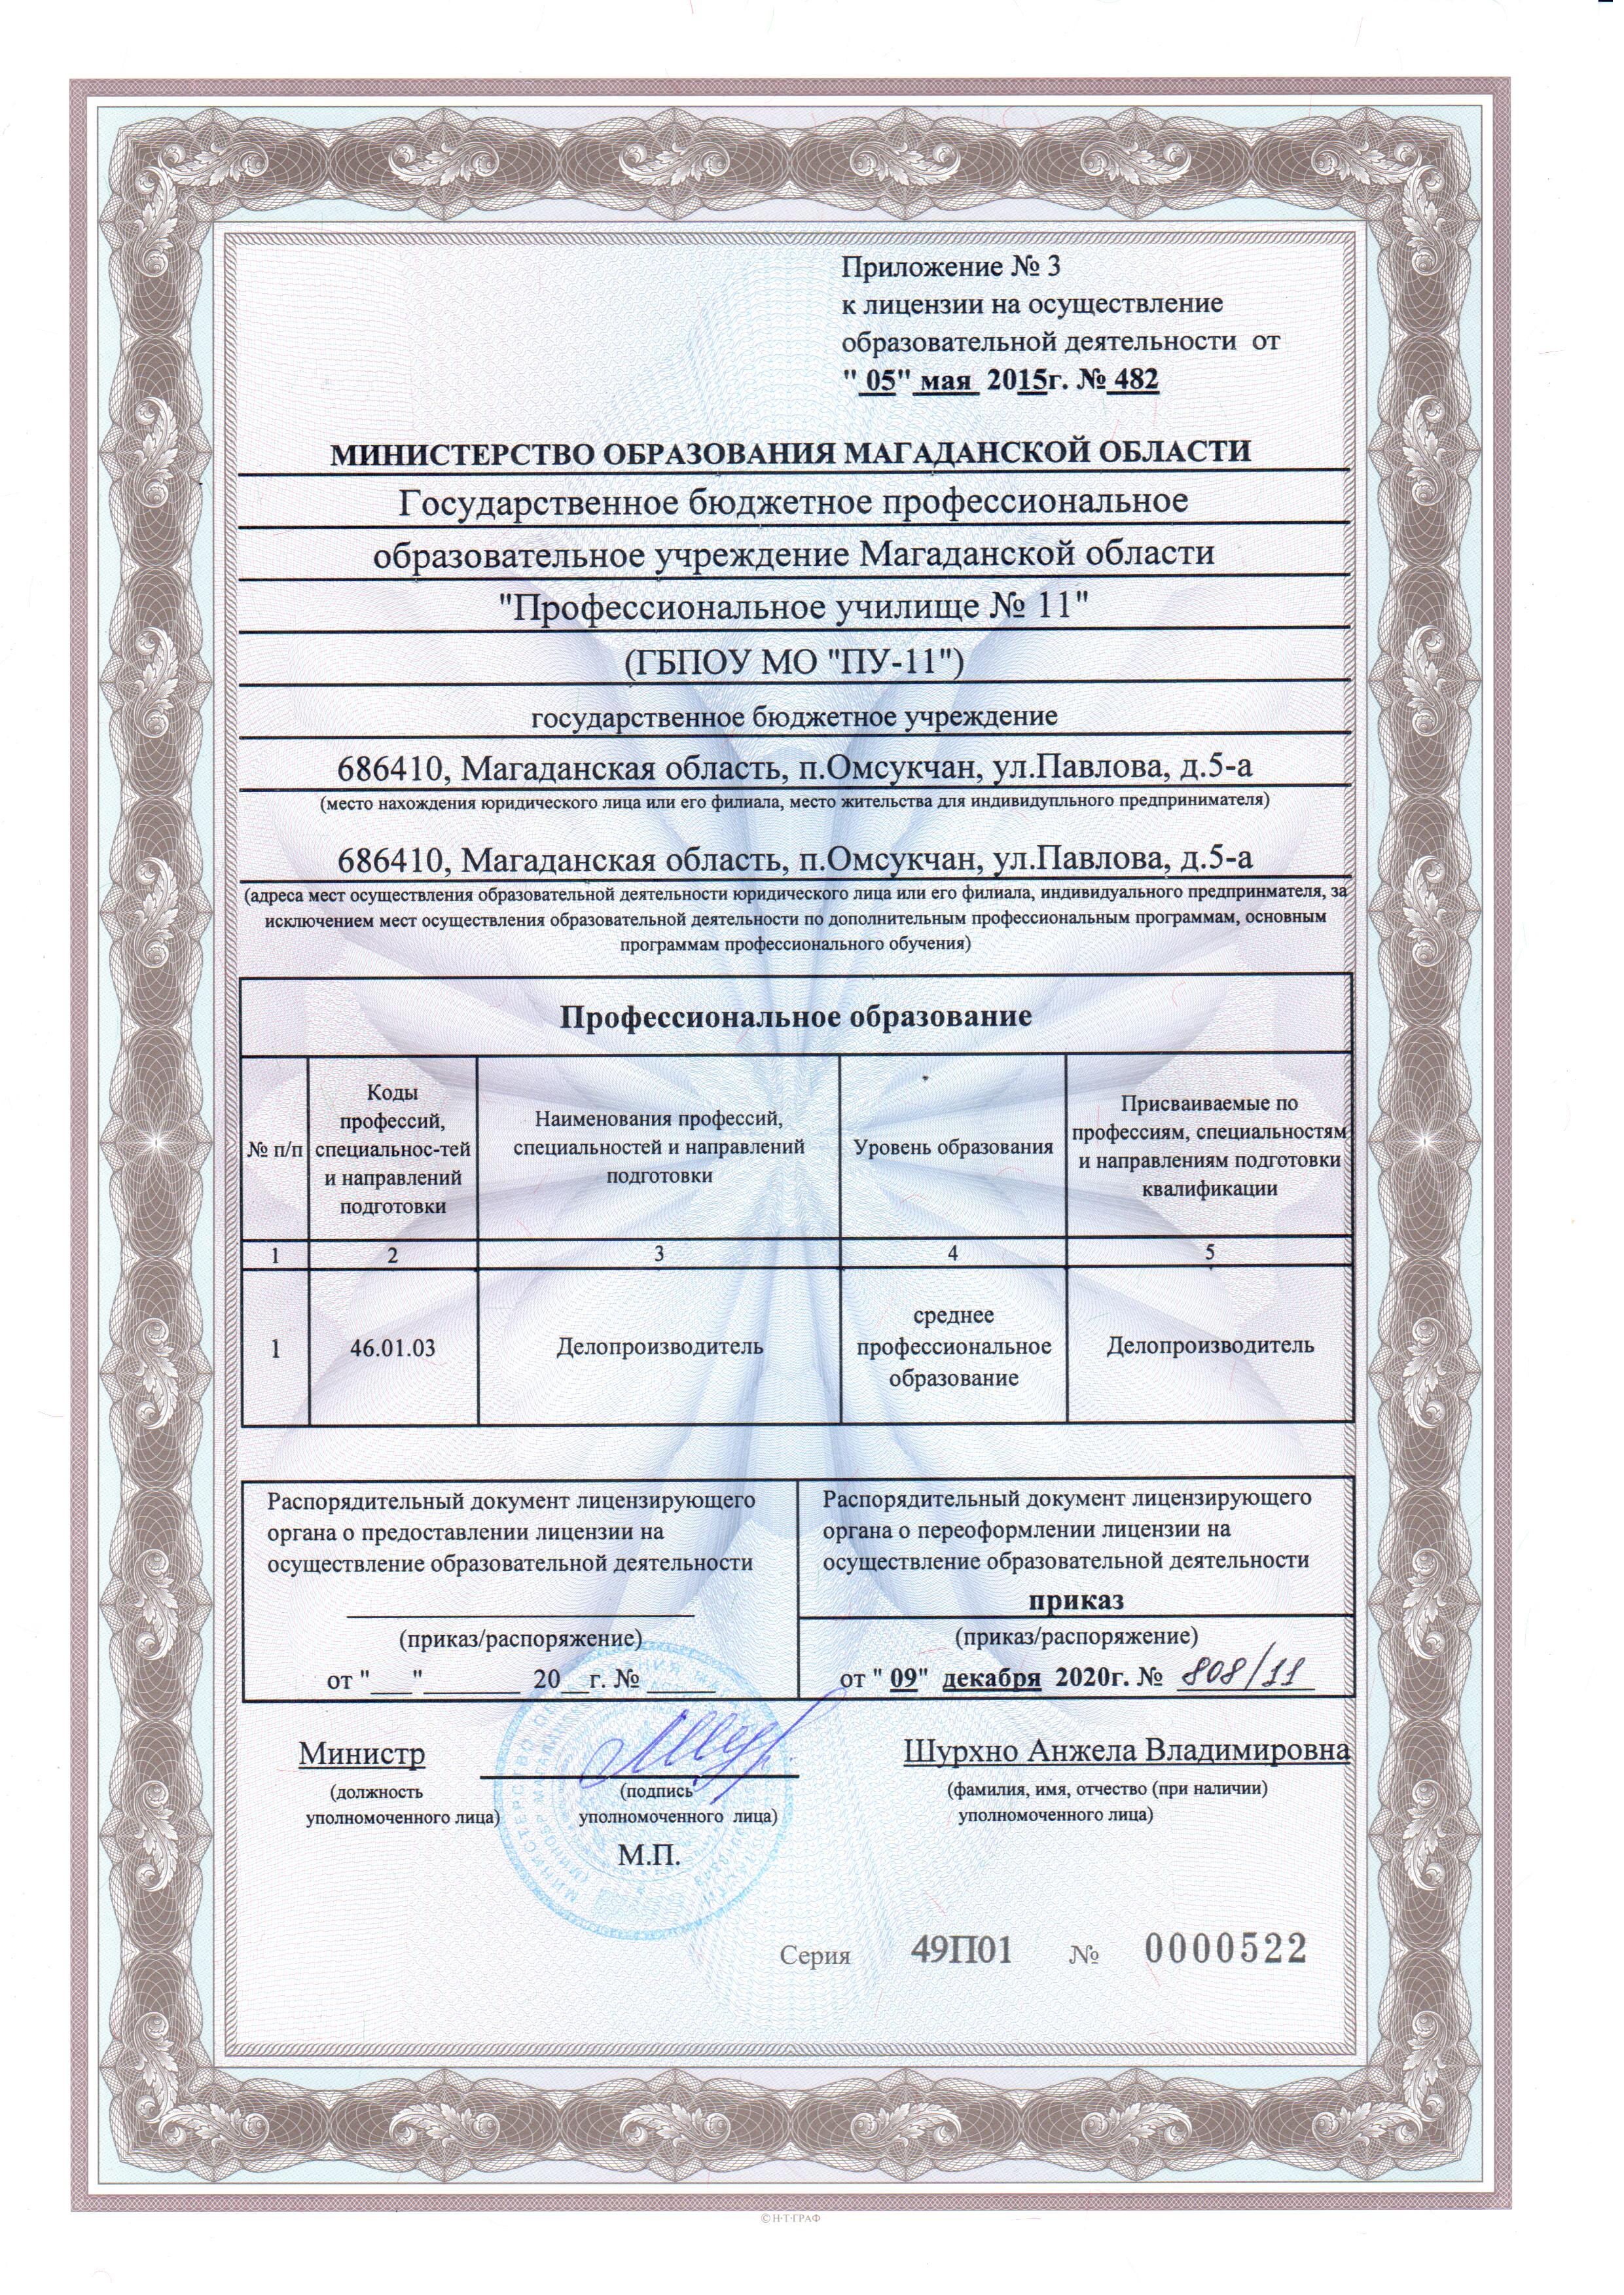 Приложение № 3
к лицензии на осуществление
образовательной деятельности от
" 05" мая 2015г. № 482
МИНИСТЕРСТВО ОБРАЗОВАНИЯ МАГАДАНСКОЙ ОБЛАСТИ
Государственное бюджетное профессиональное
образовательное учреждение Магаданской области
"Профессиональное училище № 11"
(ГБПОУ МО "ПУ-11")
государственное бюджетное учреждение
686410, Магаданская область, п.Омсукчан, ул.Павлова, д.5-а
(место нахождения юридического лица или его филиала, место жительства для индивидупльного предпринимателя)
686410, Магаданская область, п.Омсукчан, ул.Павлова, д.5-а
(адреса мест осуществления образовательной деятельности юридического лица или его филиала, индивидуального предпринмателя, за
исключением мест осуществления образовательной деятельности по дополнительным профессиональным программам, основным
программам профессионального обучения)
Профессиональное образование
№ п/п
Коды
профессий,
специальнос-тей
и направлений
подготовки
Наименования профессий,
специальностей и направлений
подготовки
Уровень образования
Присваиваемые по
профессиям, специальностям
и направлениям подготовки
квалификации
1 2 3 4 5
1
46.01.03
Делопроизводитель
среднее
профессиональное
образование
Делопроизводитель
Распорядительный документ лицензирующего
органа о предоставлении лицензии на
осуществление образовательной деятельности
(приказ/распоряжение)
от "___"_______ 20__г. № _____
Распорядительный документ лицензирующего
органа о переоформлении лицензии на
осуществление образовательной деятельности
приказ
(приказ/распоряжение)
от " 09" декабря 2020г. № 808/11
Министр
(должность
уполномоченного лица)
(подпись
уполномоченного лица)
Шурхно Анжела Владимировна
(фамилия, имя, отчество (при наличии)
уполномоченного лица)
М.П.
Серия 49П01 № 0000522
© Н·Т·ГРАФ